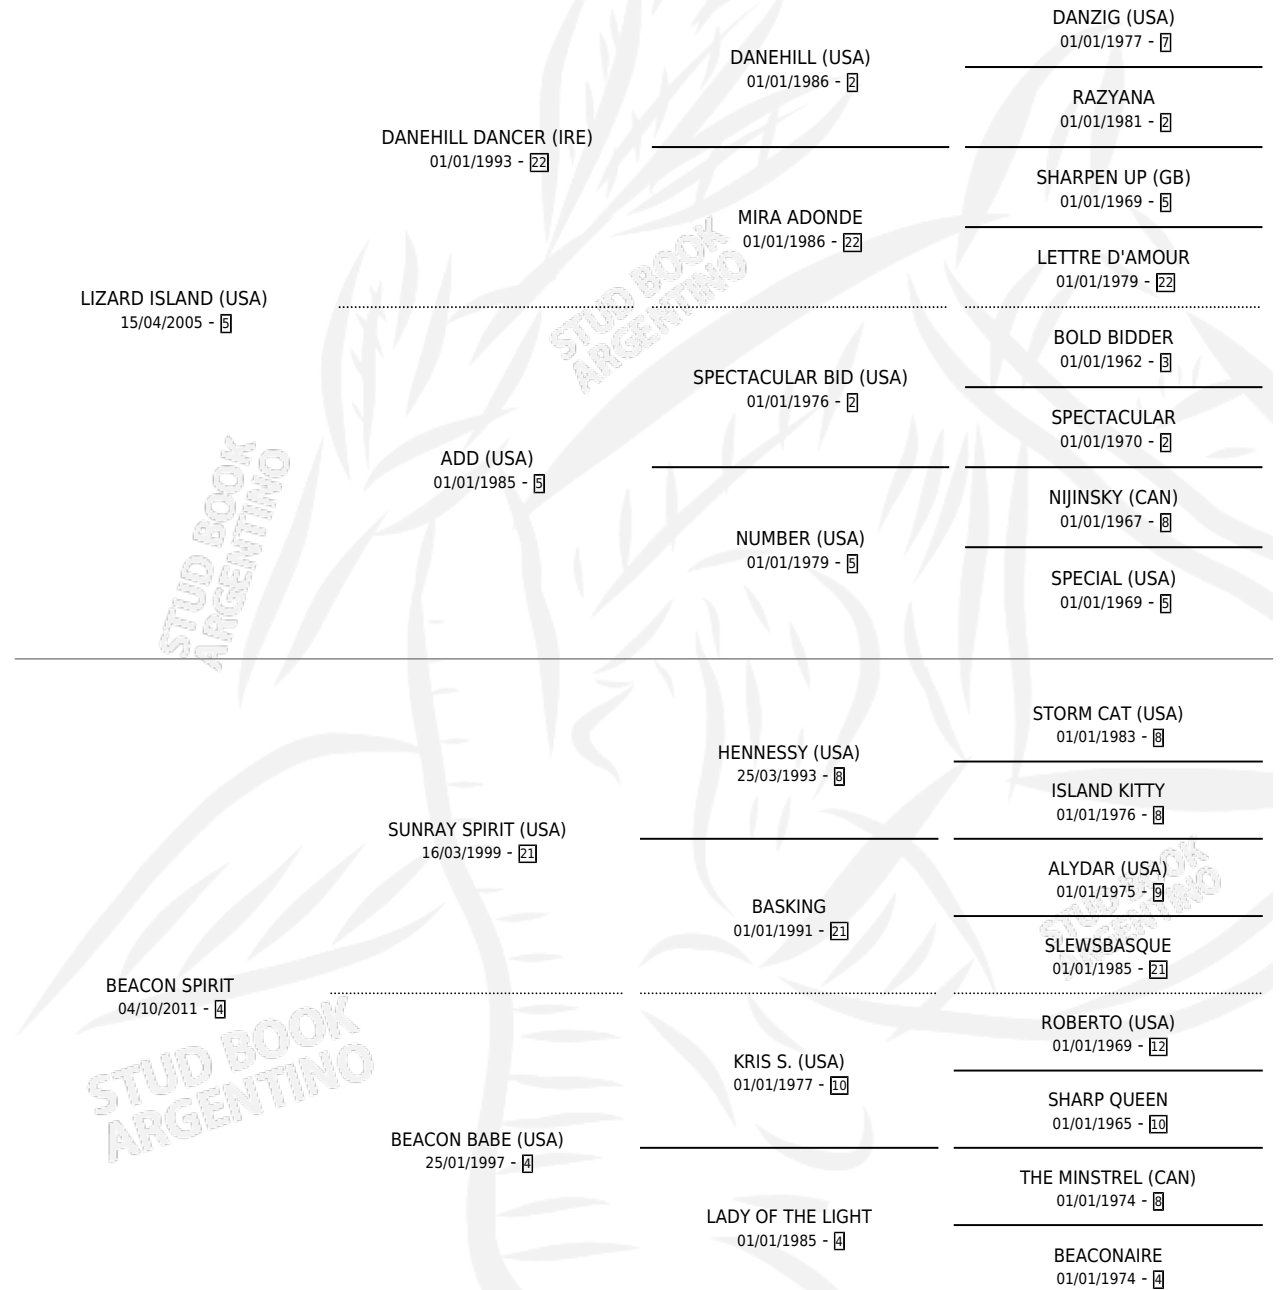 DANZIG (USA)
01/01/1977 - 7
DANEHILL (USA)
01/01/1986 - 2
RAZYANA
01/01/1981 - 2
DANEHILL DANCER (IRE)
01/01/1993 - 22
SHARPEN UP (GB)
01/01/1969 - 5
MIRA ADONDE
01/01/1986 - 22
LETTRE D'AMOUR
01/01/1979 - 22
LIZARD ISLAND (USA)
15/04/2005 - 5
BOLD BIDDER
01/01/1962 - 3
SPECTACULAR BID (USA)
01/01/1976 - 2
SPECTACULAR
01/01/1970 - 2
ADD (USA)
01/01/1985 - 5
NIJINSKY (CAN)
01/01/1967 - 8
NUMBER (USA)
01/01/1979 - 5
SPECIAL (USA)
01/01/1969 - 5
STORM CAT (USA)
01/01/1983 - 8
HENNESSY (USA)
25/03/1993 - 8
ISLAND KITTY
01/01/1976 - 8
SUNRAY SPIRIT (USA)
16/03/1999 - 21
ALYDAR (USA)
01/01/1975 - 9
BASKING
01/01/1991 - 21
SLEWSBASQUE
01/01/1985 - 21
BEACON SPIRIT
04/10/2011 - 4
ROBERTO (USA)
01/01/1969 - 12
KRIS S. (USA)
01/01/1977 - 10
SHARP QUEEN
01/01/1965 - 10
BEACON BABE (USA)
25/01/1997 - 4
THE MINSTREL (CAN)
01/01/1974 - 8
LADY OF THE LIGHT
01/01/1985 - 4
BEACONAIRE
01/01/1974 - 4
STUD BOOK
ARGENTINO
STUD BOOK
ARGENTINO
STUD BOOK
ARGENTINO
STUD BOOK
ARGENTINO